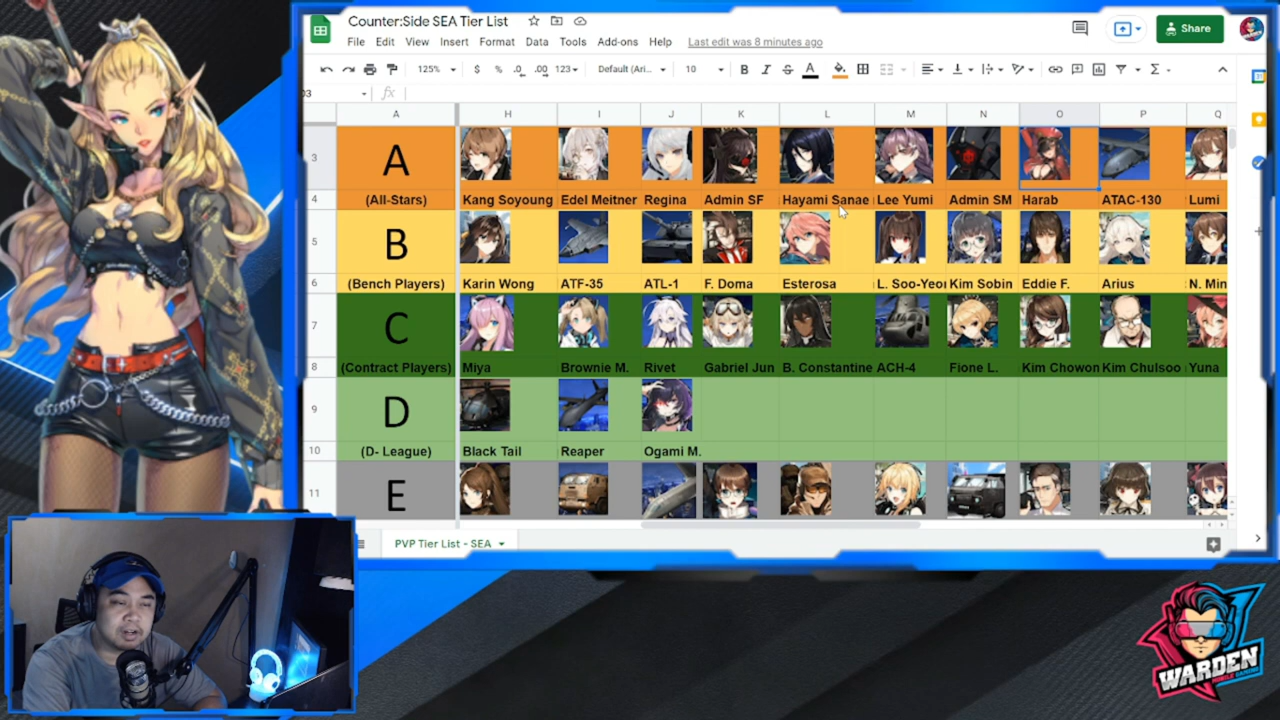 Counter:Side SEA Tier List
File Edit View Insert Format Data Tools Add-ons Help Last edit was 8 minutes ago
Share
125% $ % .0 .00 123 Default (Ari... 10 B I S A
O3 fx
A H I J K L M N O P Q
3 A
4 (All-Stars) Kang Soyoung Edel Meitner Regina Admin SF Hayami Sanae Lee Yumi Admin SM Harab ATAC-130 Lumi
5 B
6 (Bench Players) Karin Wong ATF-35 ATL-1 F. Doma Esterosa L. Soo-Yeo Kim Sobin Eddie F. Arius N. Min
7 C
8 (Contract Players) Miya Brownie M. Rivet Gabriel Jun B. Constantine ACH-4 Fione L. Kim Chowon Kim Chulsoo Yuna
9 D
10 (D- League) Black Tail Reaper Ogami M.
11 E
PVP Tier List - SEA
WARDEN